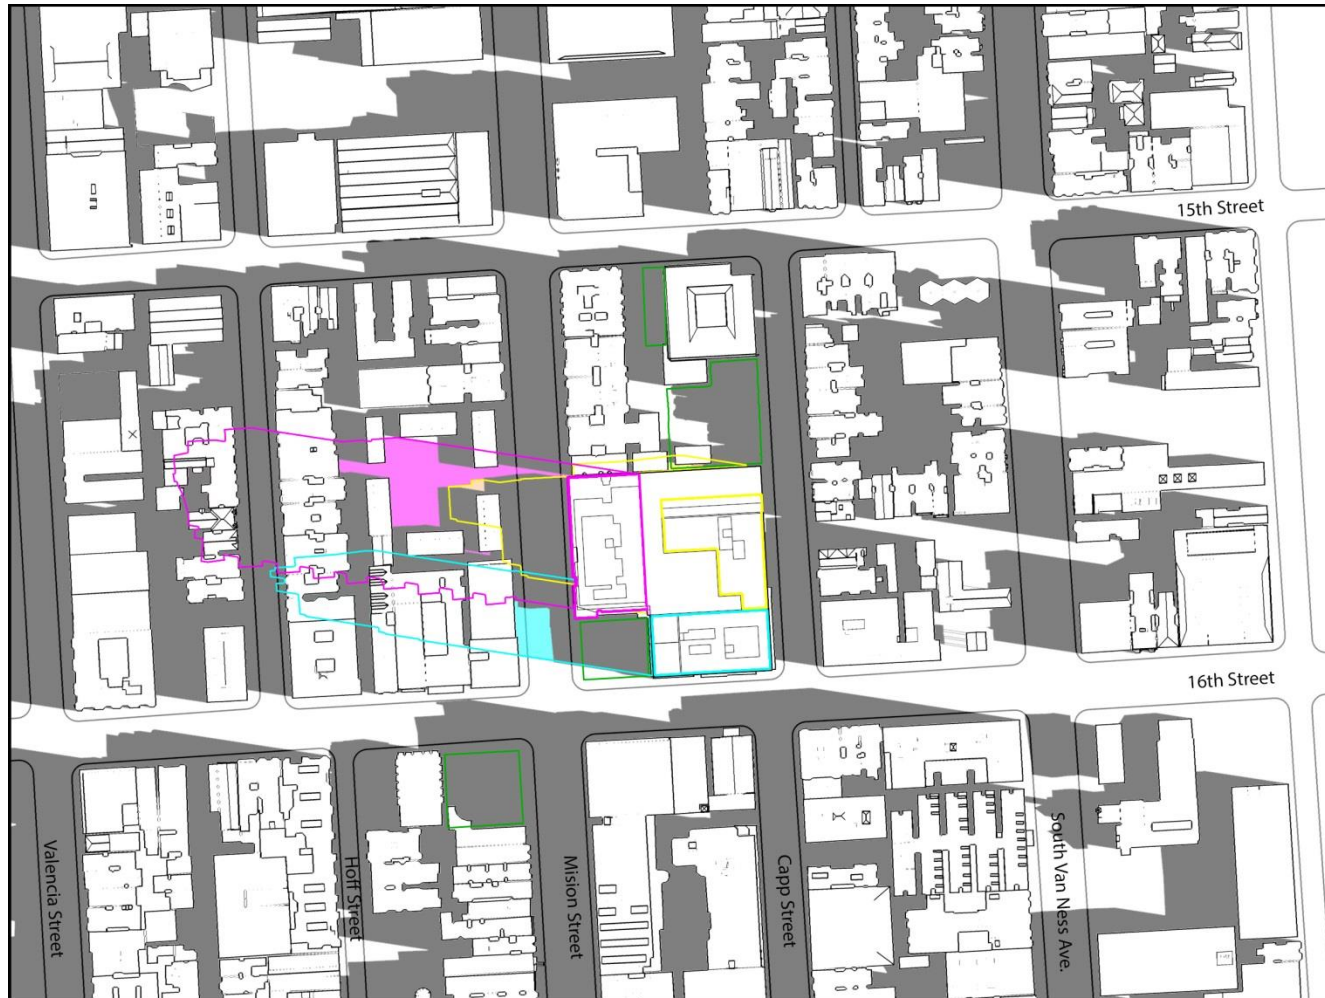 15th Street
16th Street
Valencia Street
Hoff Street
Mision Street
Capp Street
South Van Ness Ave.